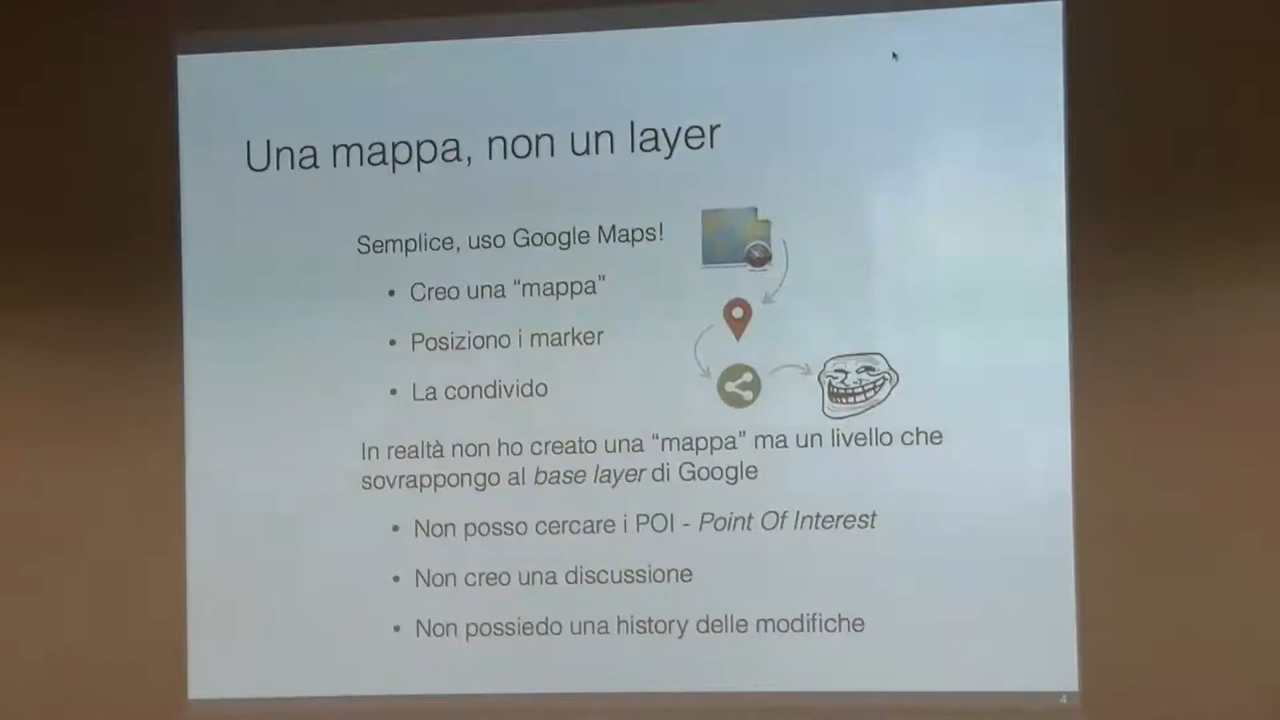 Una mappa, non un layer
Semplice, uso Google Maps!
• Creo una “mappa”
• Posiziono i marker
• La condivido
In realtà non ho creato una “mappa” ma un livello che
sovrappongo al base layer di Google
• Non posso cercare i POI - Point Of Interest
• Non creo una discussione
• Non possiedo una history delle modifiche
4